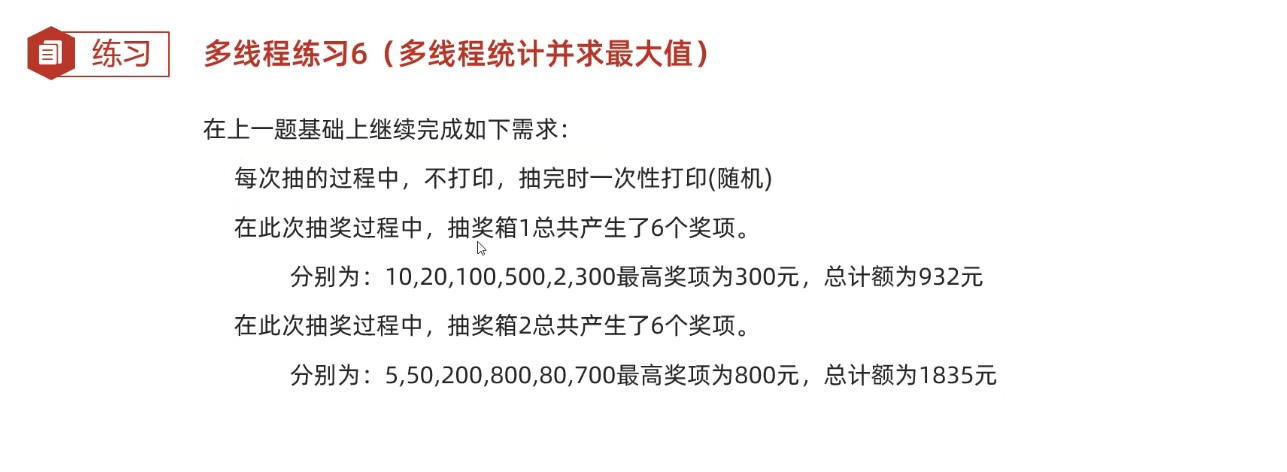 练习 多线程练习6（多线程统计并求最大值）
在上一题基础上继续完成如下需求：
每次抽的过程中，不打印，抽完时一次性打印(随机)
在此次抽奖过程中，抽奖箱1总共产生了6个奖项。
分别为：10,20,100,500,2,300最高奖项为300元，总计额为932元
在此次抽奖过程中，抽奖箱2总共产生了6个奖项。
分别为：5,50,200,800,80,700最高奖项为800元，总计额为1835元